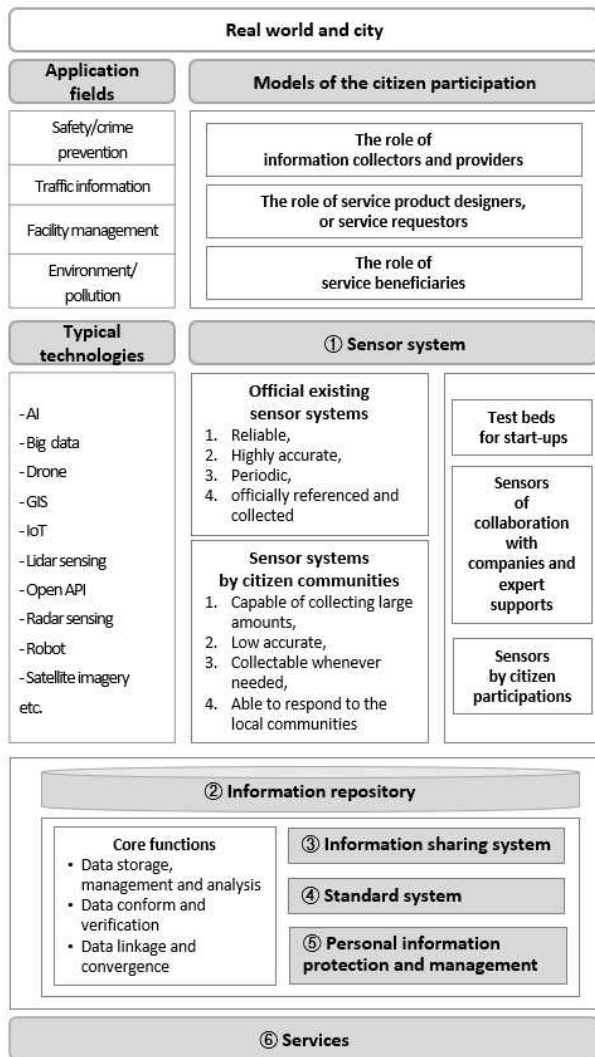 Real world and city
Application
fields
Models of the citizen participation
Safety/crime
prevention
Traffic information
Facility management
Environment/
pollution
The role of
information collectors and providers
The role of service product designers,
or service requestors
The role of
service beneficiaries
Typical
technologies
① Sensor system
- AI
- Big data
- Drone
- GIS
- IoT
- Lidar sensing
- Open API
- Radar sensing
- Robot
- Satellite imagery
etc.
Official existing
sensor systems
1. Reliable,
2. Highly accurate,
3. Periodic,
4. officially referenced and
collected
Sensor systems
by citizen communities
1. Capable of collecting large
amounts,
2. Low accurate,
3. Collectable whenever
needed,
4. Able to respond to the
local communities
Test beds
for start-ups
Sensors
of
collaboration
with
companies and
expert
supports
Sensors
by citizen
participations
② Information repository
Core functions
• Data storage,
management and analysis
• Data conform and
verification
• Data linkage and
convergence
③ Information sharing system
④ Standard system
⑤ Personal information
protection and management
⑥ Services